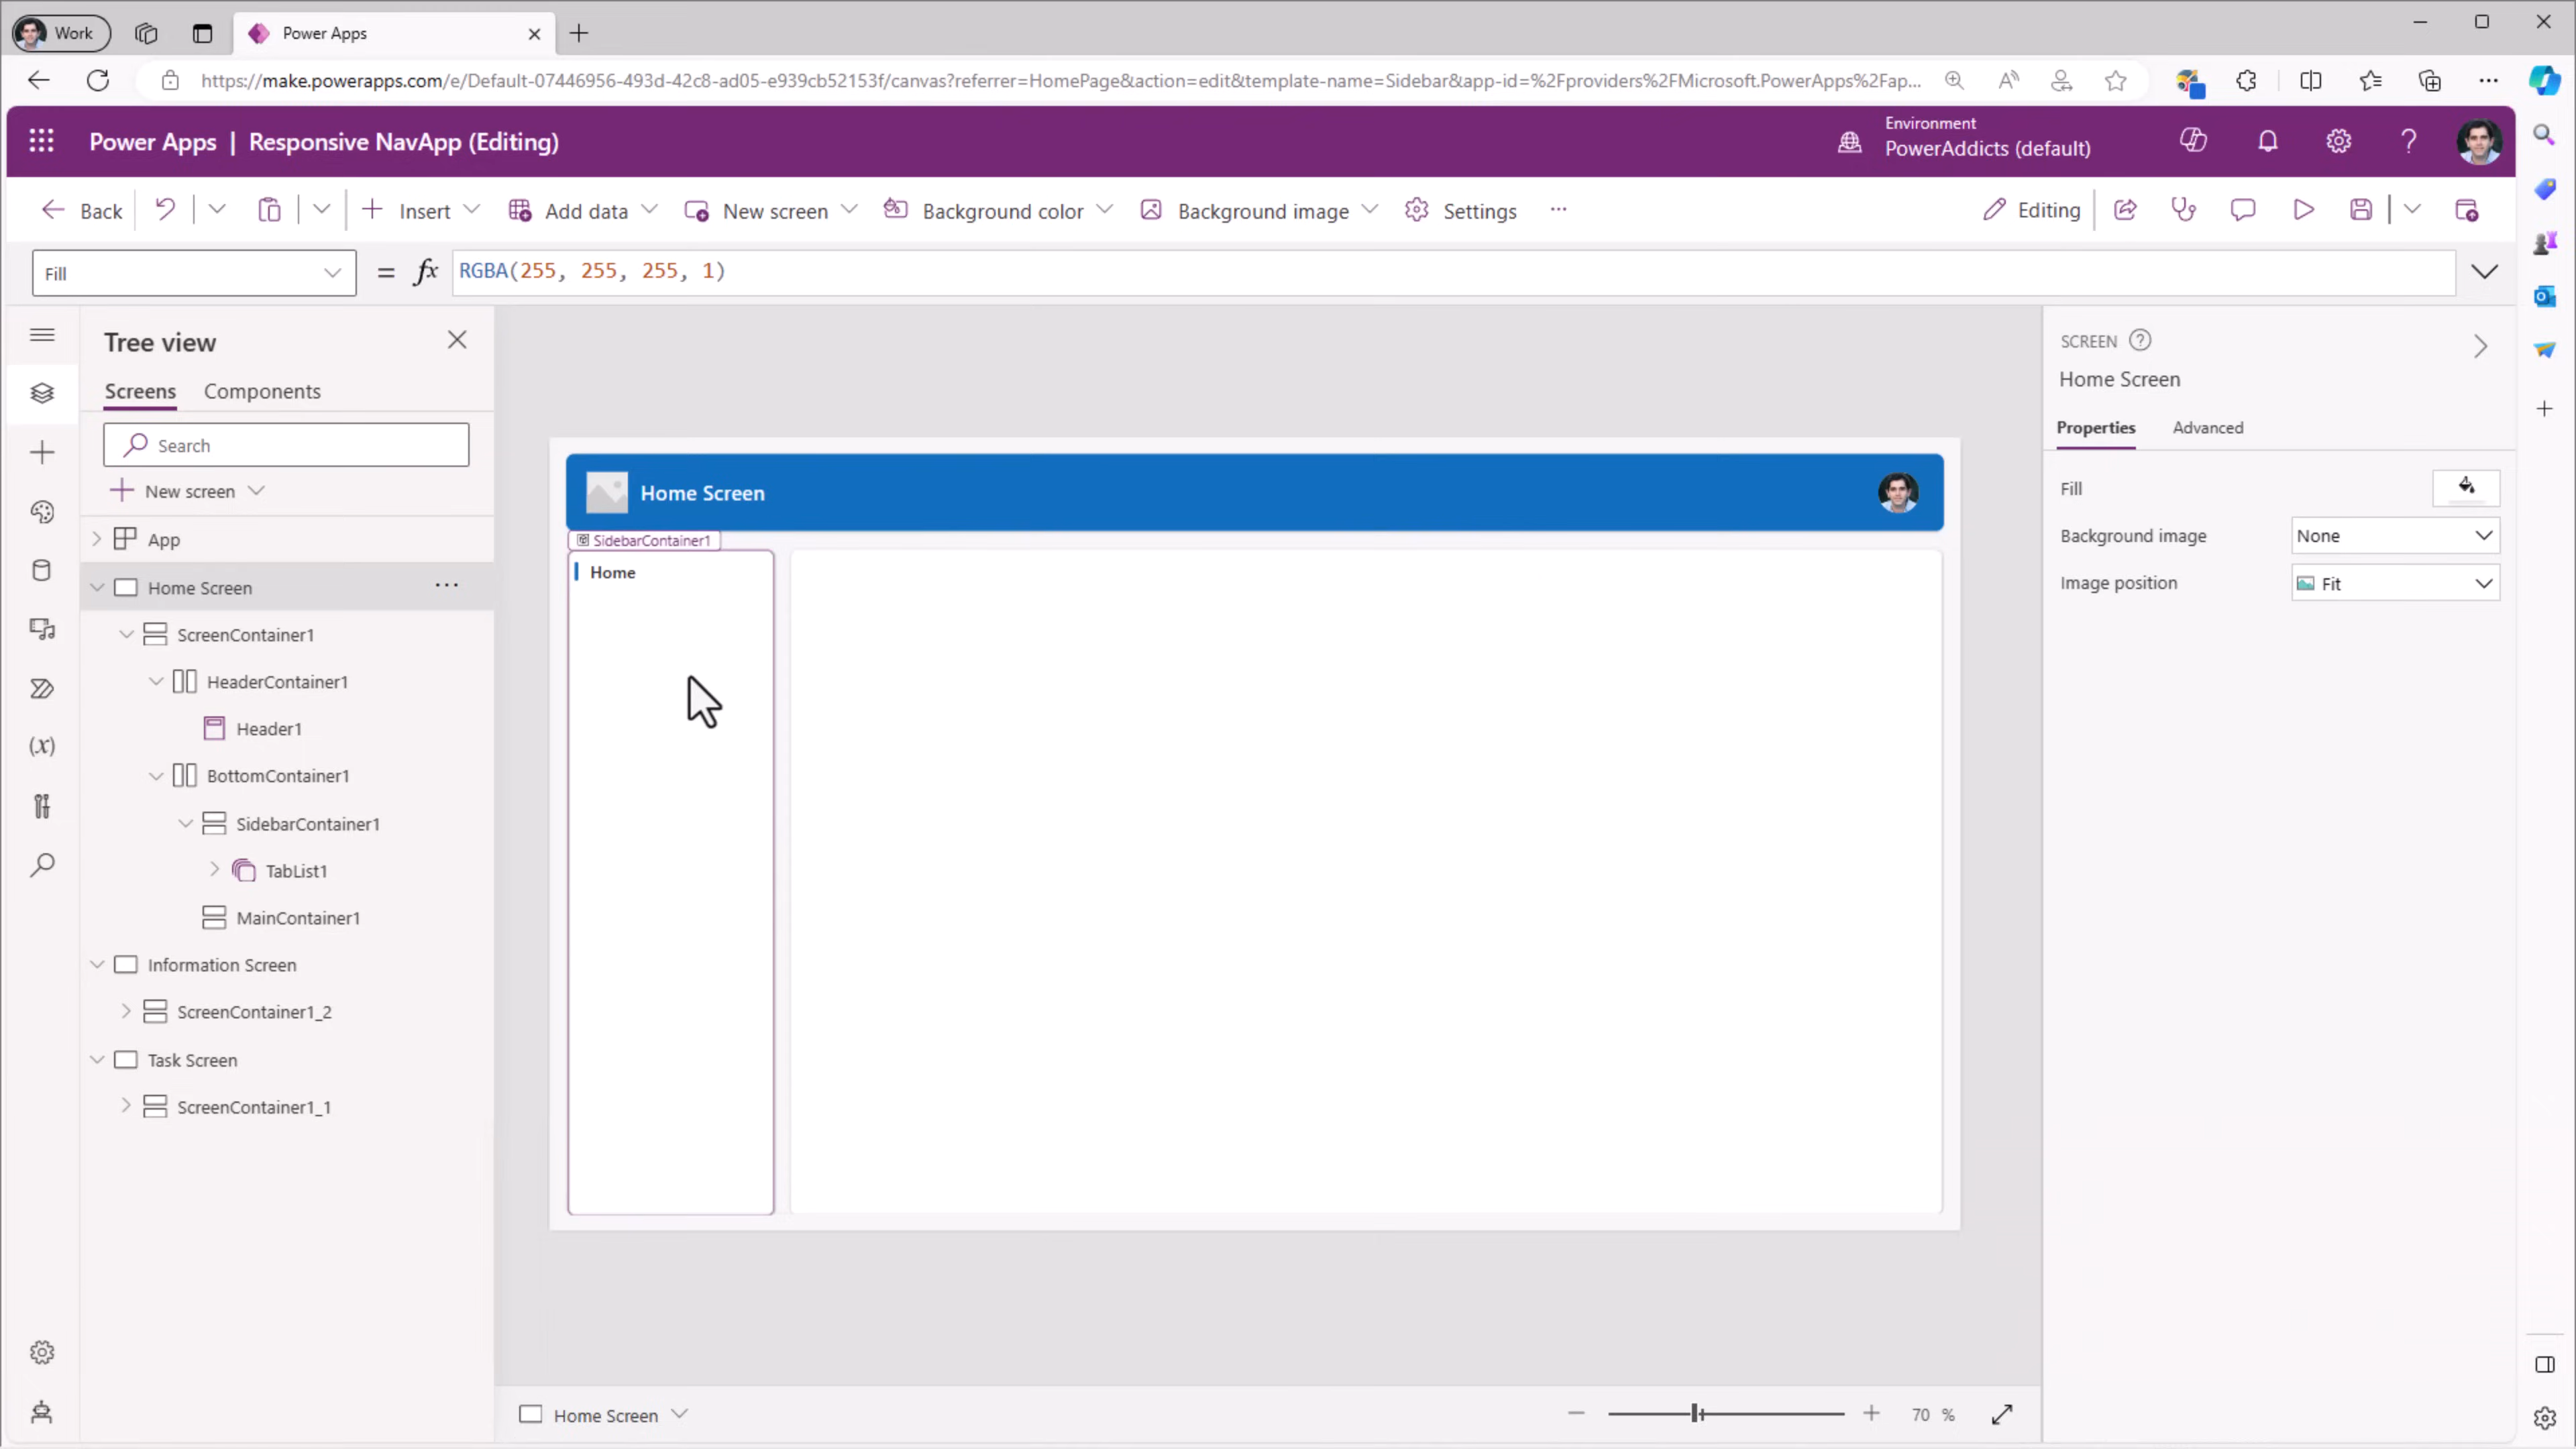 Work
Power Apps
https://make.powerapps.com/e/Default-07446956-493d-42c8-ad05-e939cb52153f/canvas?referrer=HomePage&action=edit&template-name=Sidebar&app-id=%2Fproviders%2FMicrosoft.PowerApps%2Fap...
Power Apps | Responsive NavApp (Editing)
Environment
PowerAddicts (default)
Back
Insert
Add data
New screen
Background color
Background image
Settings
Editing
Fill
= fx RGBA(255, 255, 255, 1)
Tree view
Screens
Components
Search
New screen
App
Home Screen
ScreenContainer1
HeaderContainer1
Header1
BottomContainer1
SidebarContainer1
TabList1
MainContainer1
Information Screen
ScreenContainer1_2
Task Screen
ScreenContainer1_1
Home Screen
SidebarContainer1
Home
Home Screen
70 %
SCREEN
Home Screen
Properties
Advanced
Fill
Background image
None
Image position
Fit